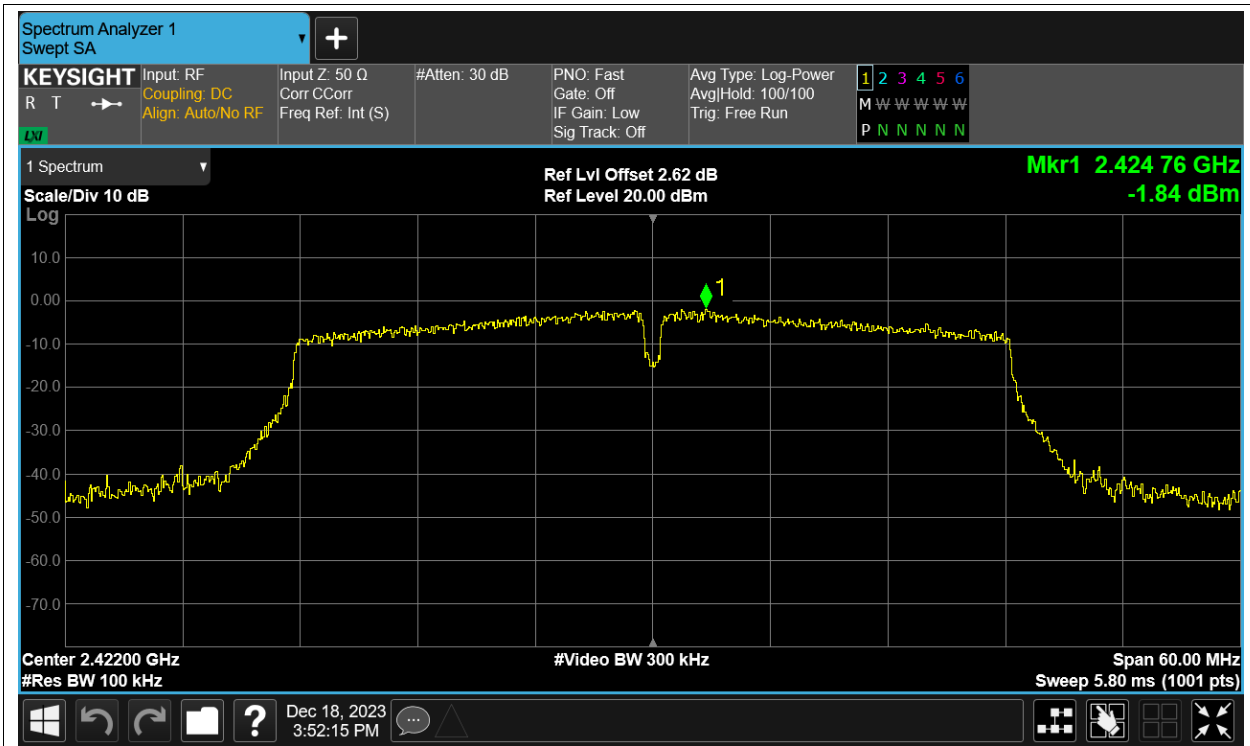 Spectrum Analyzer 1
Swept SA
KEYSIGHT
R T
LXI
Input: RF
Coupling: DC
Align: Auto/No RF
Input Z: 50 Ω
Corr CCorr
Freq Ref: Int (S)
#Atten: 30 dB
PNO: Fast
Gate: Off
IF Gain: Low
Sig Track: Off
Avg Type: Log-Power
Avg|Hold: 100/100
Trig: Free Run
1 2 3 4 5 6
M W W W W W
P N N N N N
1 Spectrum
Scale/Div 10 dB
Ref Lvl Offset 2.62 dB
Ref Level 20.00 dBm
Mkr1 2.424 76 GHz
-1.84 dBm
Log
10.0
0.00
-10.0
-20.0
-30.0
-40.0
-50.0
-60.0
-70.0
1
Center 2.42200 GHz
#Res BW 100 kHz
#Video BW 300 kHz
Span 60.00 MHz
Sweep 5.80 ms (1001 pts)
?
Dec 18, 2023
3:52:15 PM